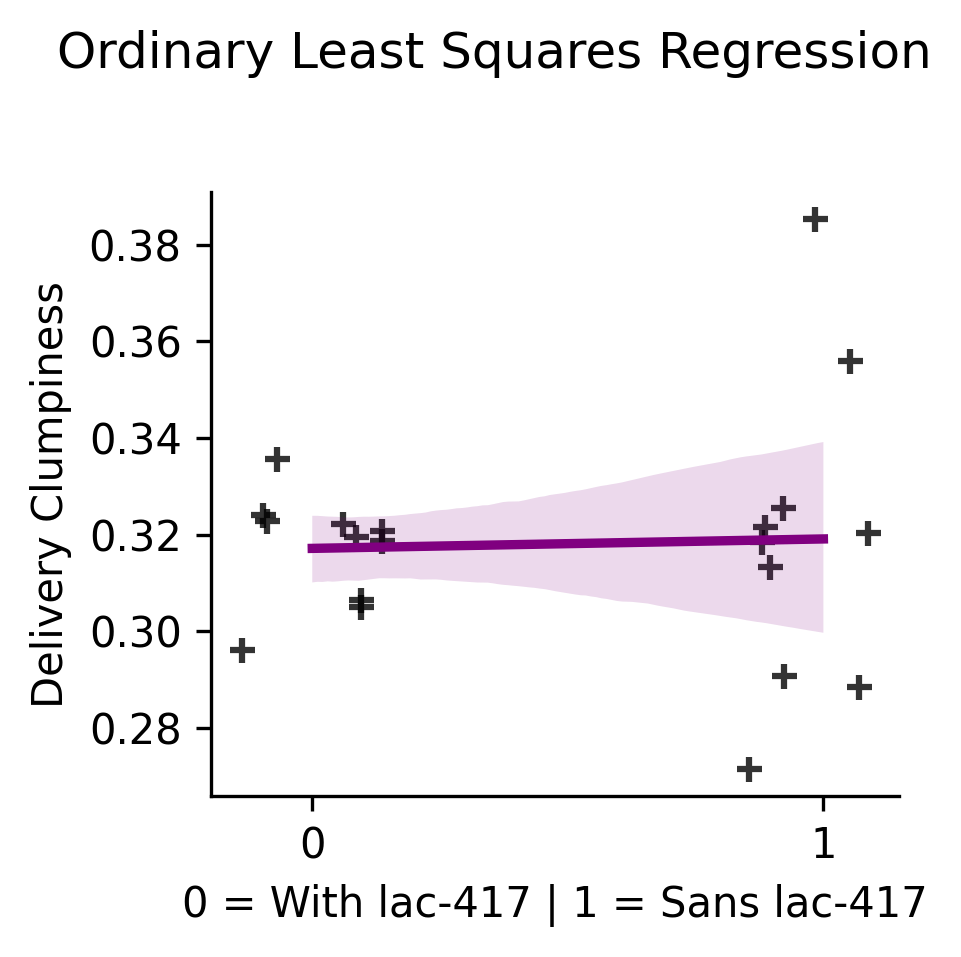 Ordinary Least Squares Regression
Delivery Clumpiness
0.38
0.36
0.34
0.32
0.30
0.28
0 1
0 = With lac-417 | 1 = Sans lac-417